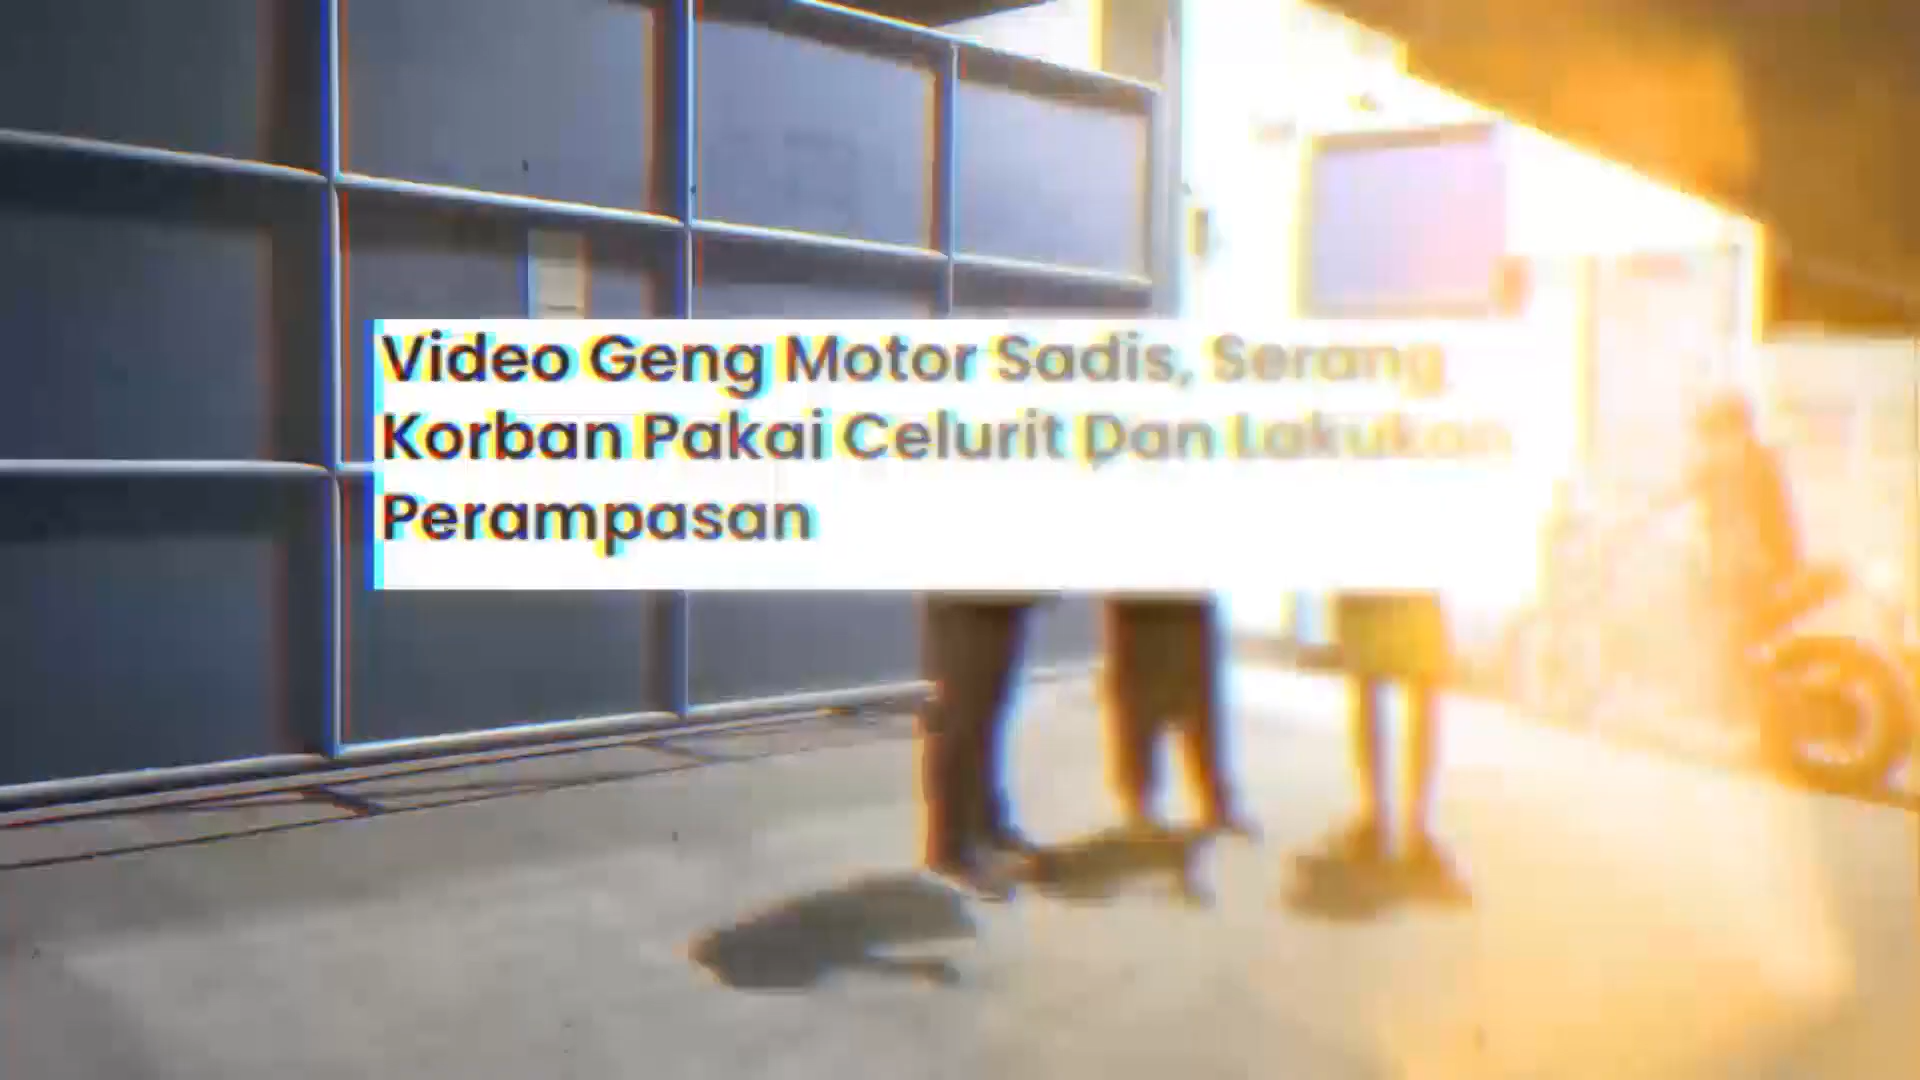 Video Geng Motor Sadis, Serang
Korban Pakai Celurit Dan Lakukan
Perampasan